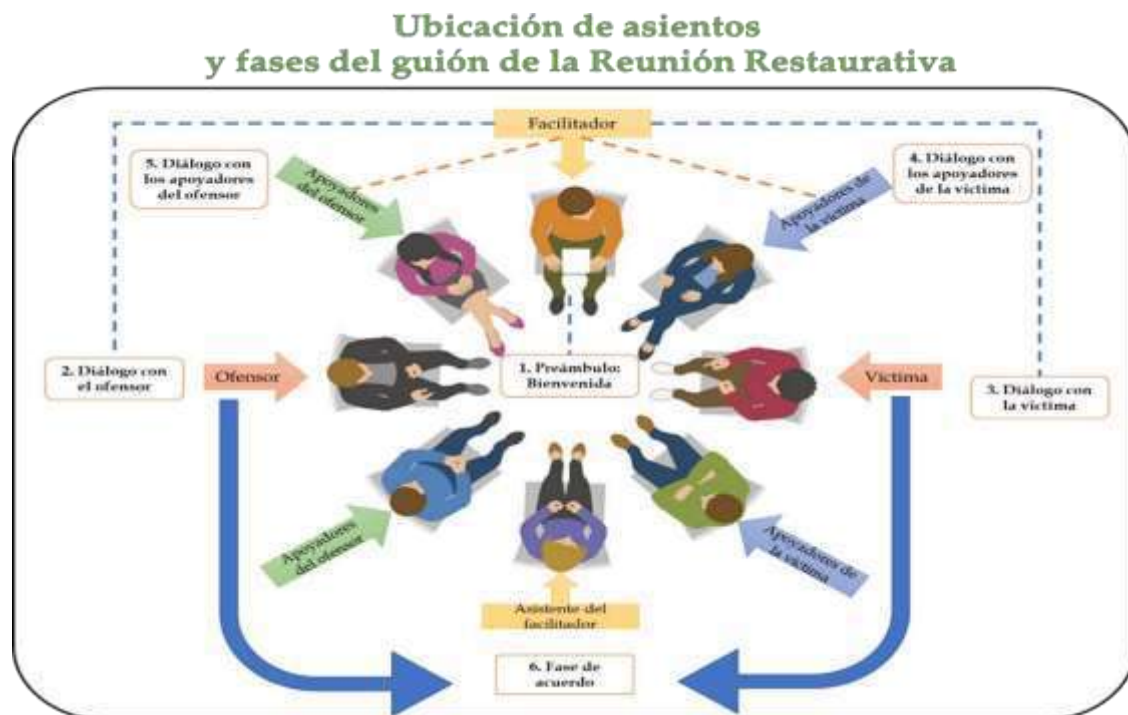 Ubicación de asientos
y fases del guión de la Reunión Restaurativa
Facilitador
5. Diálogo con
los apoyadores
del ofensor
Apoyadores
del ofensor
Apoyadores de
la víctima
4. Diálogo con
los apoyadores
de la víctima
2. Diálogo con
el ofensor
Ofensor
1. Preámbulo:
Bienvenida
Víctima
3. Diálogo con
la víctima
Apoyadores
del ofensor
Apoyadores de
la víctima
Asistente del
facilitador
6. Fase de
acuerdo